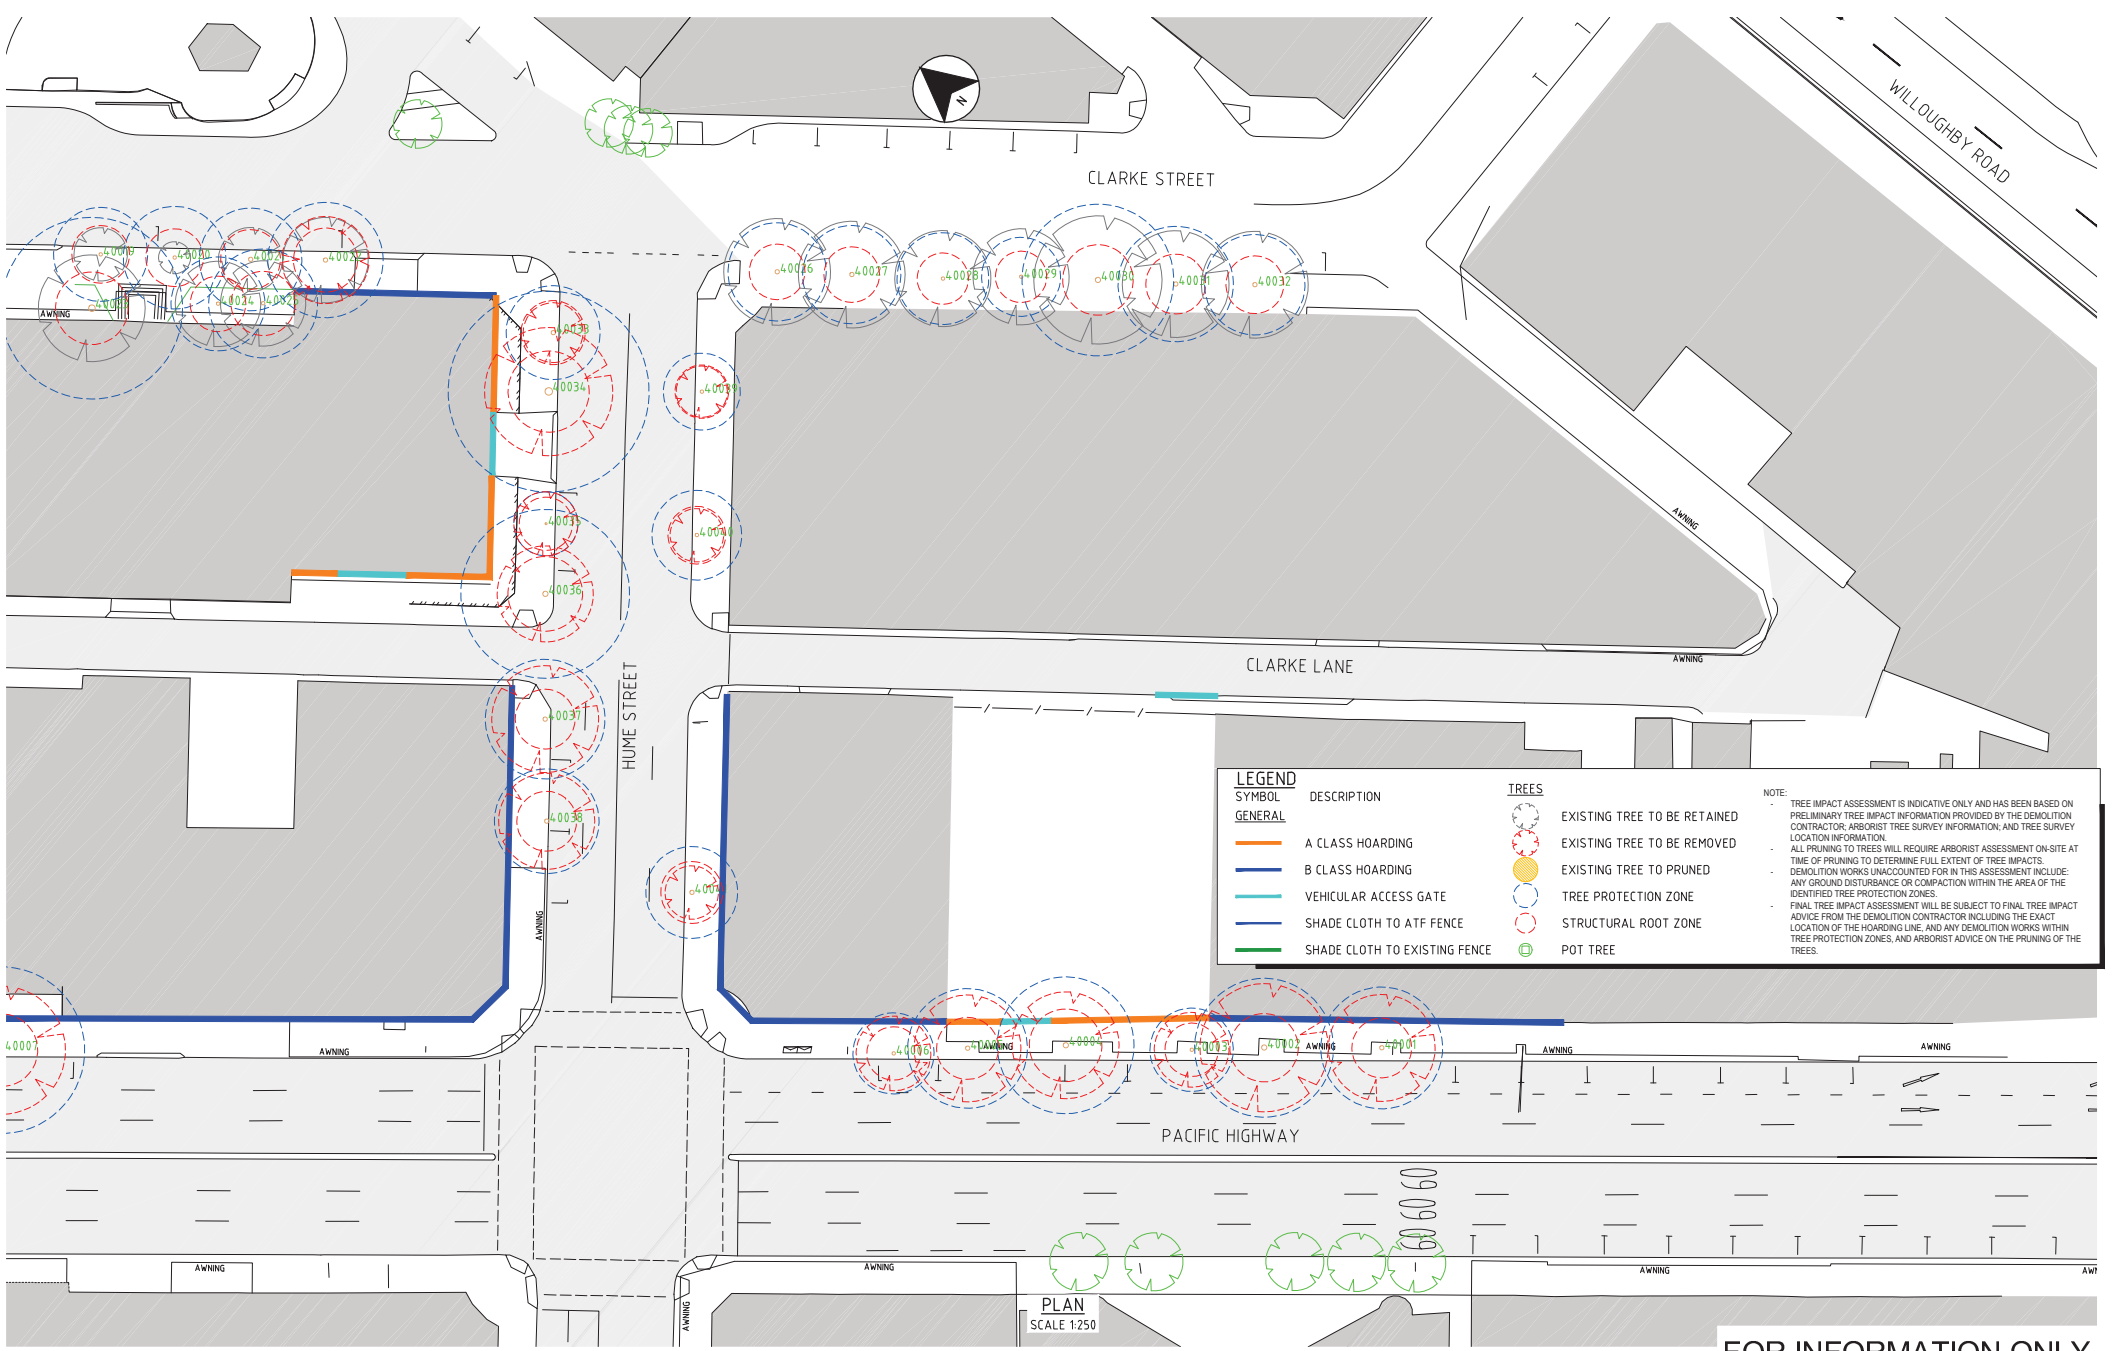 WILLOUGHBY ROAD
N
CLARKE STREET
40019
40020
40022
40024
40026
40027
40028
40029
40030
40031
40032
AWNING
40033
40034
40039
40035
40040
40036
AWNING
HUME STREET
CLARKE LANE
AWNING
40037
40038
AWNING
LEGEND
SYMBOL DESCRIPTION
GENERAL
A CLASS HOARDING
B CLASS HOARDING
VEHICULAR ACCESS GATE
SHADE CLOTH TO ATF FENCE
SHADE CLOTH TO EXISTING FENCE
TREES
EXISTING TREE TO BE RETAINED
EXISTING TREE TO BE REMOVED
EXISTING TREE TO PRUNED
TREE PROTECTION ZONE
STRUCTURAL ROOT ZONE
POT TREE
NOTE:
- TREE IMPACT ASSESSMENT IS INDICATIVE ONLY AND HAS BEEN BASED ON
PRELIMINARY TREE IMPACT INFORMATION PROVIDED BY THE DEMOLITION
CONTRACTOR; ARBORIST TREE SURVEY INFORMATION; AND TREE SURVEY
LOCATION INFORMATION.
- ALL PRUNING TO TREES WILL REQUIRE ARBORIST ASSESSMENT ON-SITE AT
TIME OF PRUNING TO DETERMINE FULL EXTENT OF TREE IMPACTS.
- DEMOLITION WORKS UNACCOUNTED FOR IN THIS ASSESSMENT INCLUDE:
ANY GROUND DISTURBANCE OR COMPACTION WITHIN THE AREA OF THE
IDENTIFIED TREE PROTECTION ZONES.
- FINAL TREE IMPACT ASSESSMENT WILL BE SUBJECT TO FINAL TREE IMPACT
ADVICE FROM THE DEMOLITION CONTRACTOR INCLUDING THE EXACT
LOCATION OF THE HOARDING LINE, AND ANY DEMOLITION WORKS WITHIN
TREE PROTECTION ZONES, AND ARBORIST ADVICE ON THE PRUNING OF THE
TREES.
40007
AWNING
40006
40005
AWNING
40004
40003
40002
AWNING
40001
AWNING
AWNING
PACIFIC HIGHWAY
6060
AWNING
AWNING
AWNING
AWNING
PLAN
SCALE 1:250
FOR INFORMATION ONLY